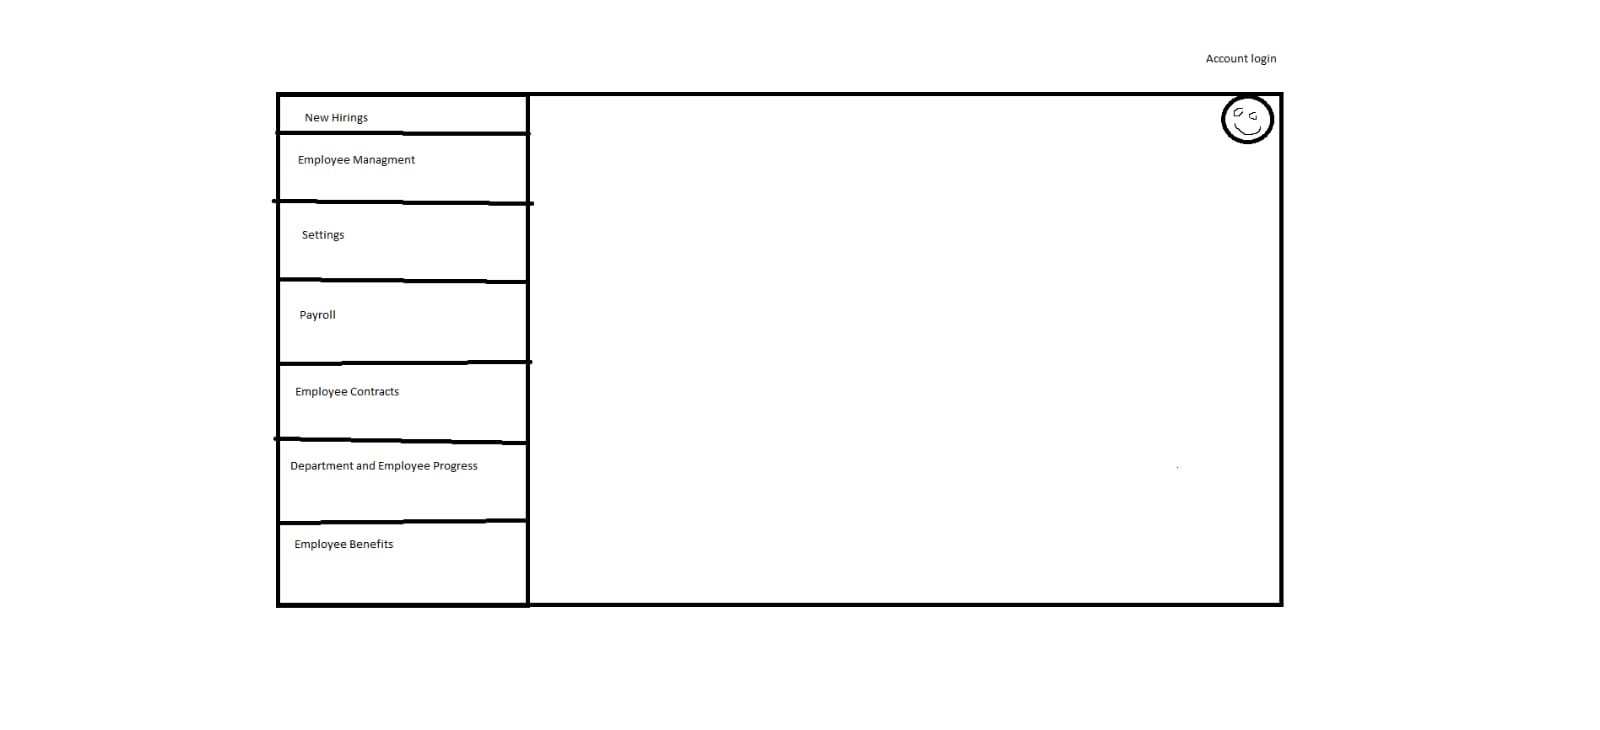 Account login
New Hirings
Employee Managment
Settings
Payroll
Employee Contracts
Department and Employee Progress
Employee Benefits